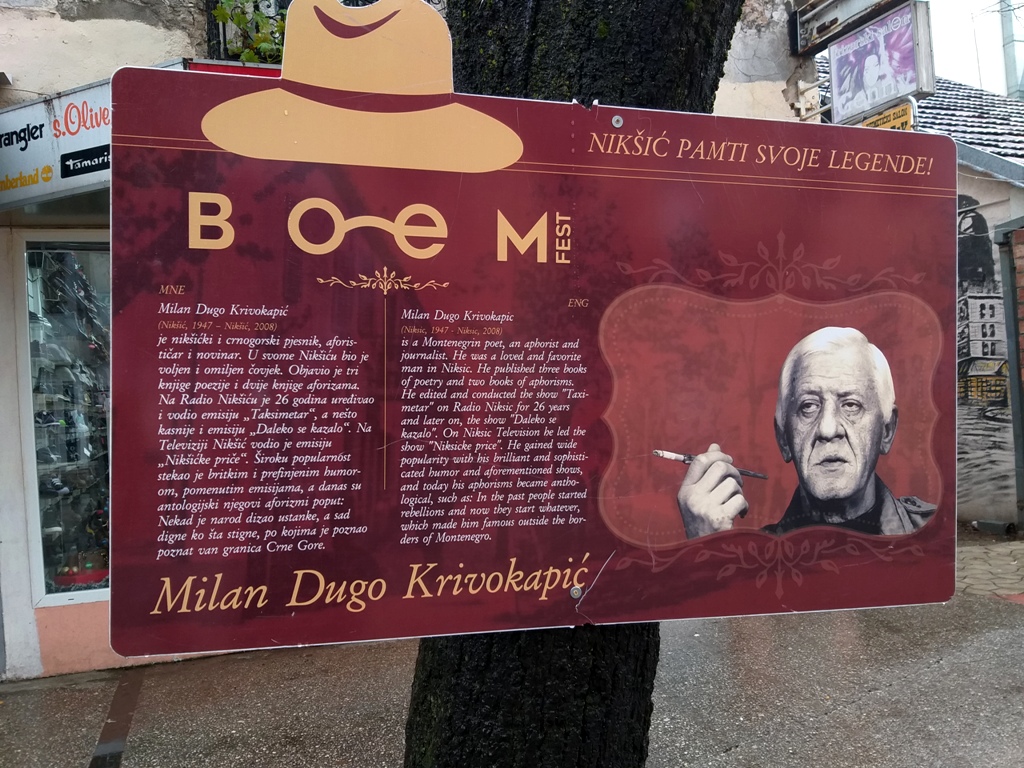 NIKŠIĆ PAMTI SVOJE LEGENDE!
BOEM
FEST
MNE
Milan Dugo Krivokapić
(Nikšić, 1947 – Nikšić, 2008)
je nikšićki i crnogorski pjesnik, aforis-
tičar i novinar. U svome Nikšiću bio je
voljen i omiljen čovjek. Objavio je tri
knjige poezije i dvije knjige aforizama.
Na Radio Nikšiću je 26 godina uređivao
i vodio emisiju „Taksimetar“, a nešto
kasnije i emisiju „Daleko se kazalo“. Na
Televiziji Nikšić vodio je emisiju
„Nikšićke priče“. Široku popularnost
stekao je britkim i prefinjenim humor-
om, pomenutim emisijama, a danas su
antologijski njegovi aforizmi poput:
Nekad je narod dizao ustanke, a sad
digne ko šta stigne, po kojima je poznao
poznat van granica Crne Gore.
ENG
Milan Dugo Krivokapic
(Niksic, 1947 - Niksic, 2008)
is a Montenegrin poet, an aphorist and
journalist. He was a loved and favorite
man in Niksic. He published three books
of poetry and two books of aphorisms.
He edited and conducted the show "Taxi-
metar" on Radio Niksic for 26 years
and later on, the show "Daleko se
kazalo". On Niksic Television he led the
show "Niksicke price". He gained wide
popularity with his brilliant and sophisti-
cated humor and aforementioned shows,
and today his aphorisms became antho-
logical, such as: In the past people started
rebellions and now they start whatever,
which made him famous outside the bor-
ders of Montenegro.
Milan Dugo Krivokapić
rangler
s.Olive
mberland
Tamaris